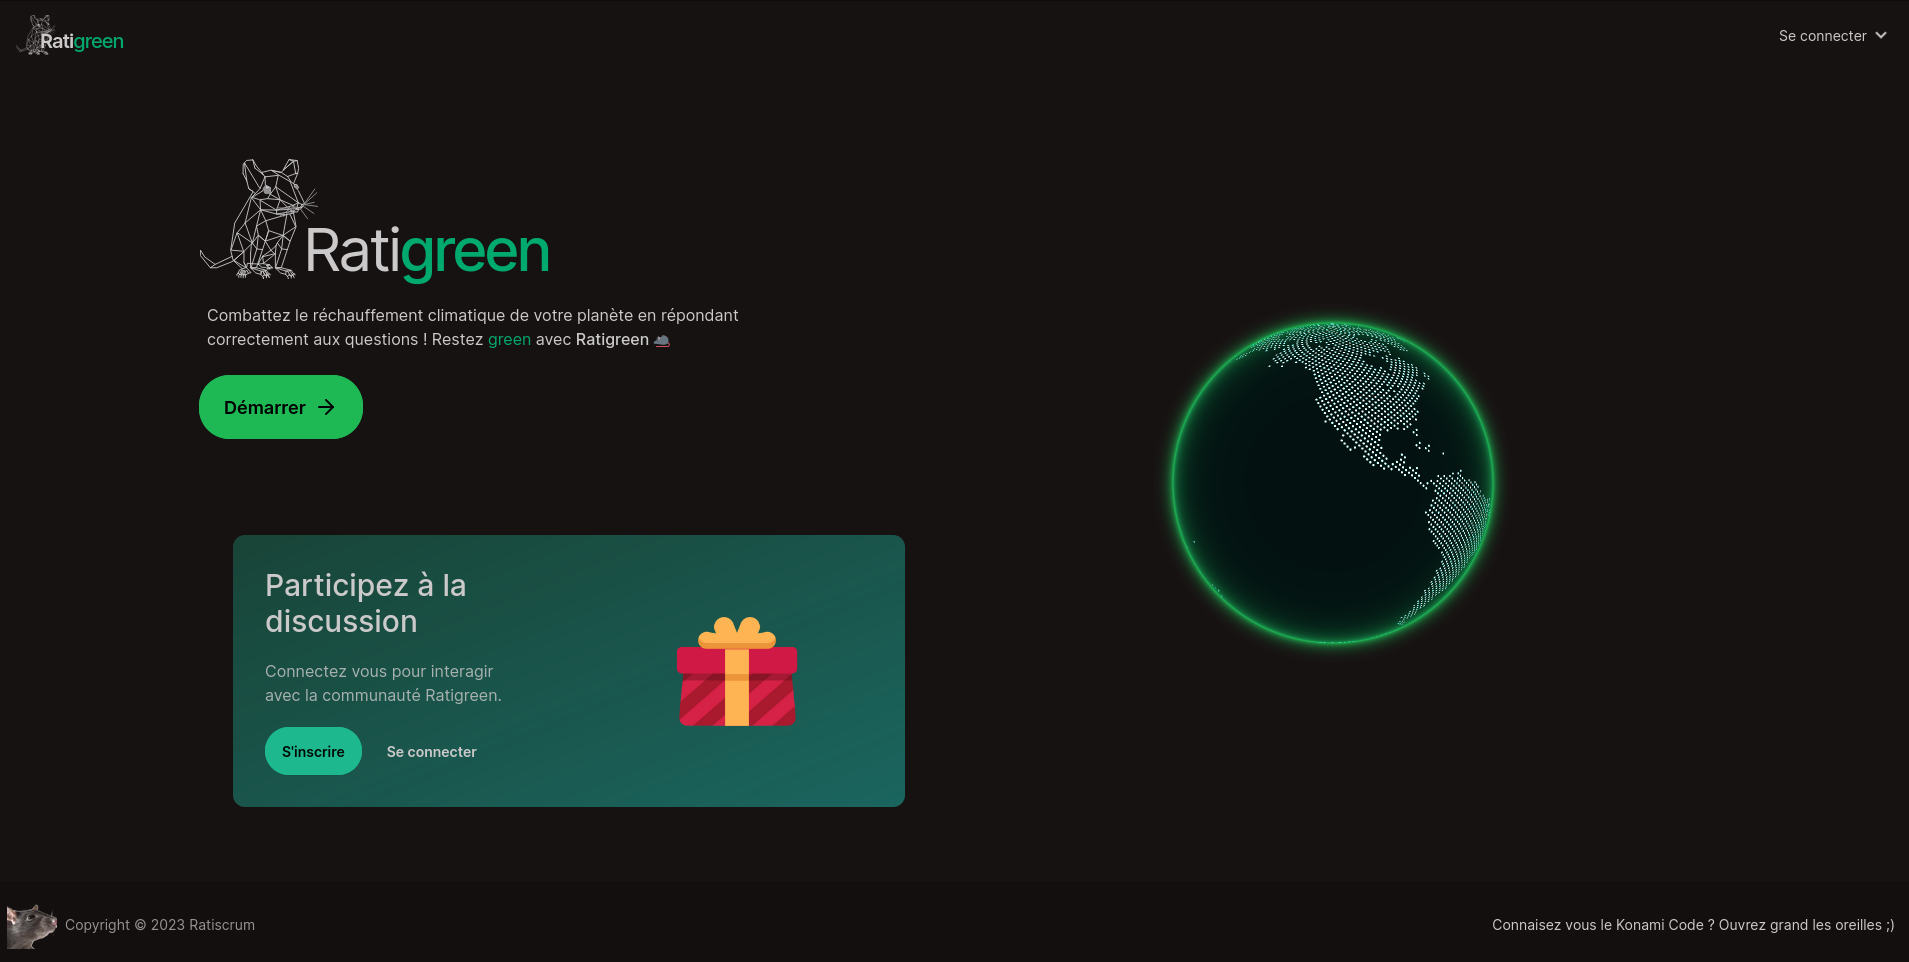 Ratigreen
Se connecter
Ratigreen
Combattez le réchauffement climatique de votre planète en répondant
correctement aux questions ! Restez green avec Ratigreen
Démarrer
Participez à la
discussion
Connectez vous pour interagir
avec la communauté Ratigreen.
S'inscrire
Se connecter
Copyright © 2023 Ratiscrum
Connaisez vous le Konami Code ? Ouvrez grand les oreilles ;)